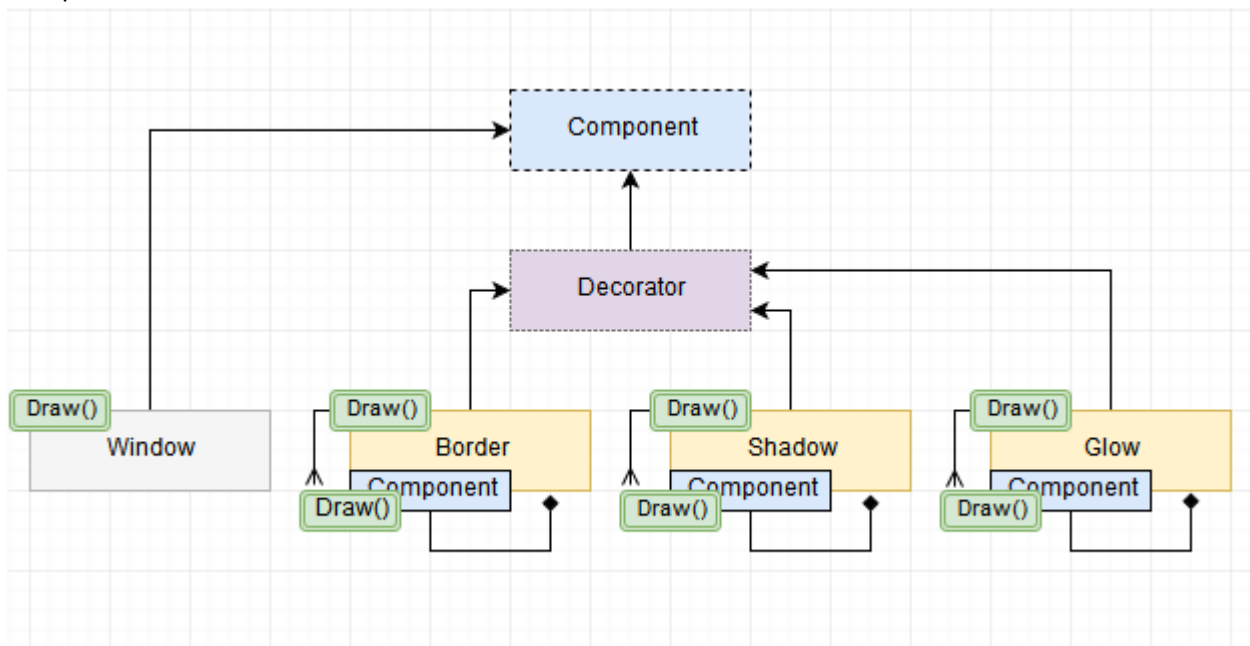 Component
Decorator
Draw()
Draw()
Draw()
Draw()
Window
Border
Shadow
Glow
Component
Component
Component
Draw()
Draw()
Draw()